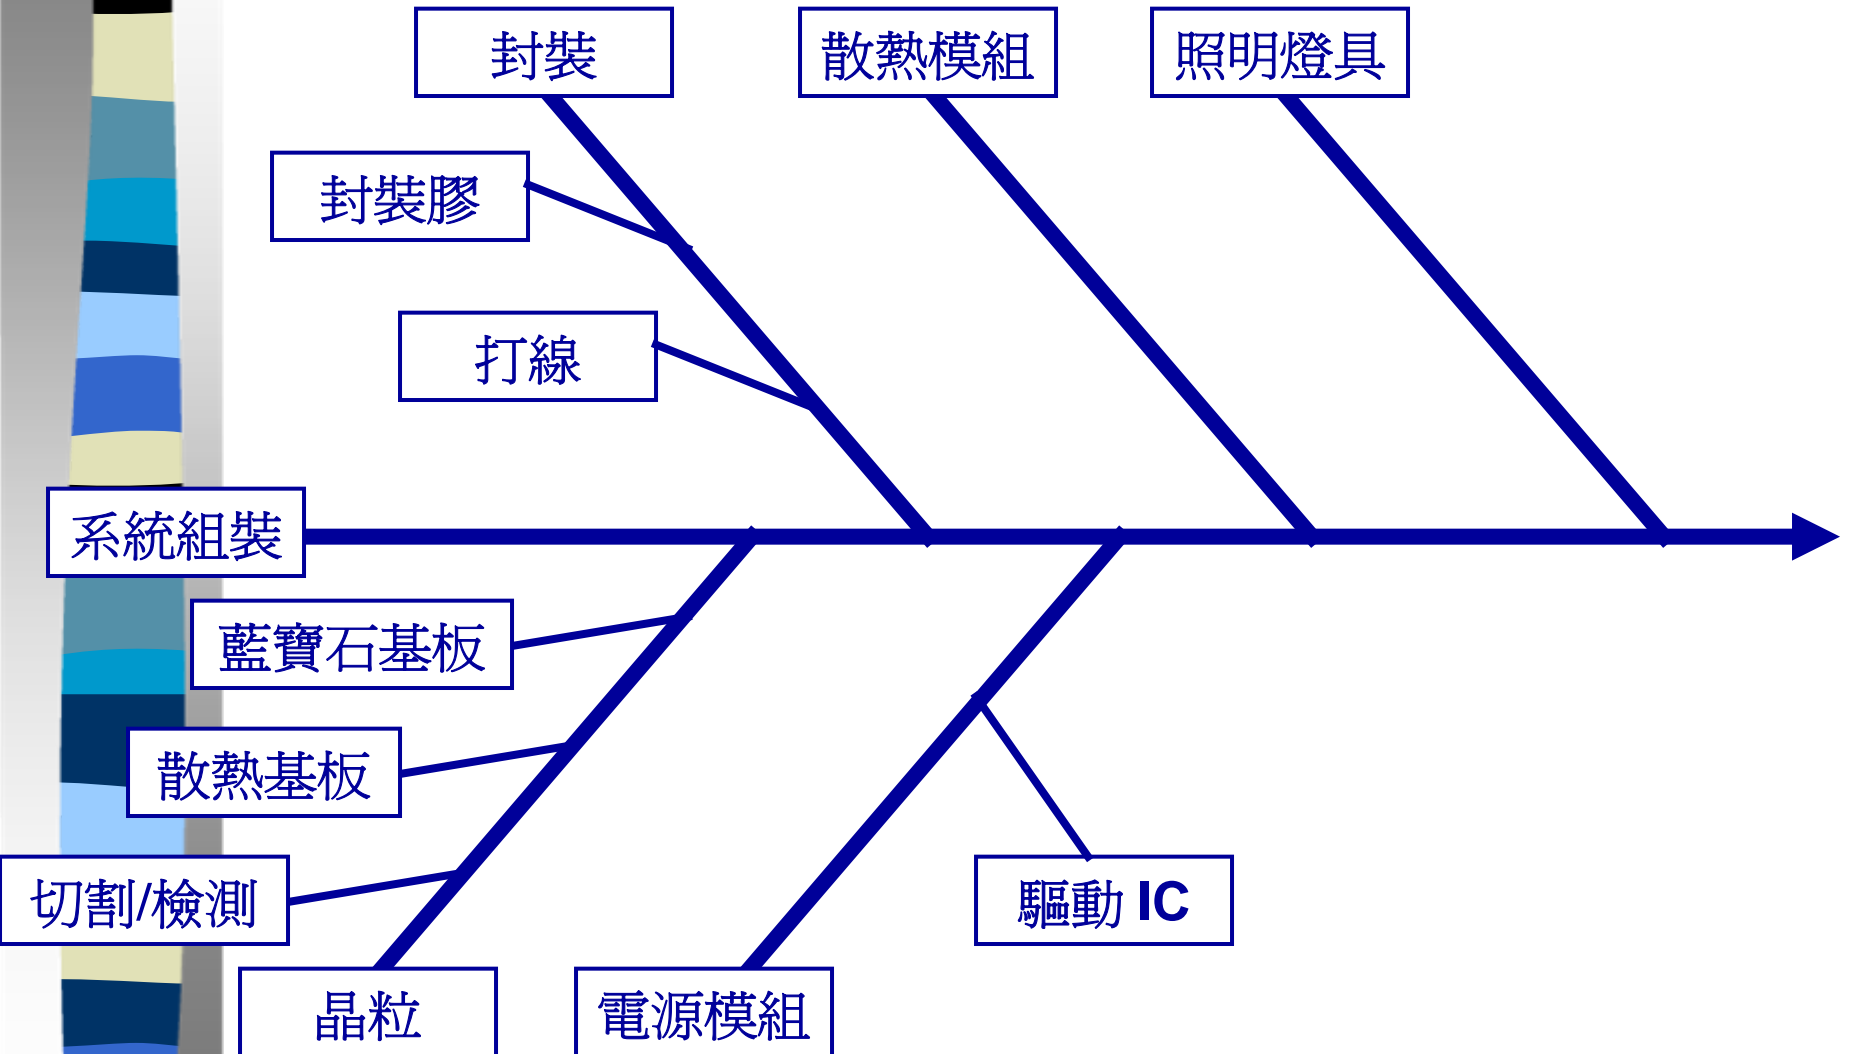 封裝
散熱模組
照明燈具
封裝膠
打線
系統組裝
藍寶石基板
散熱基板
切割/檢測
驅動 IC
晶粒
電源模組